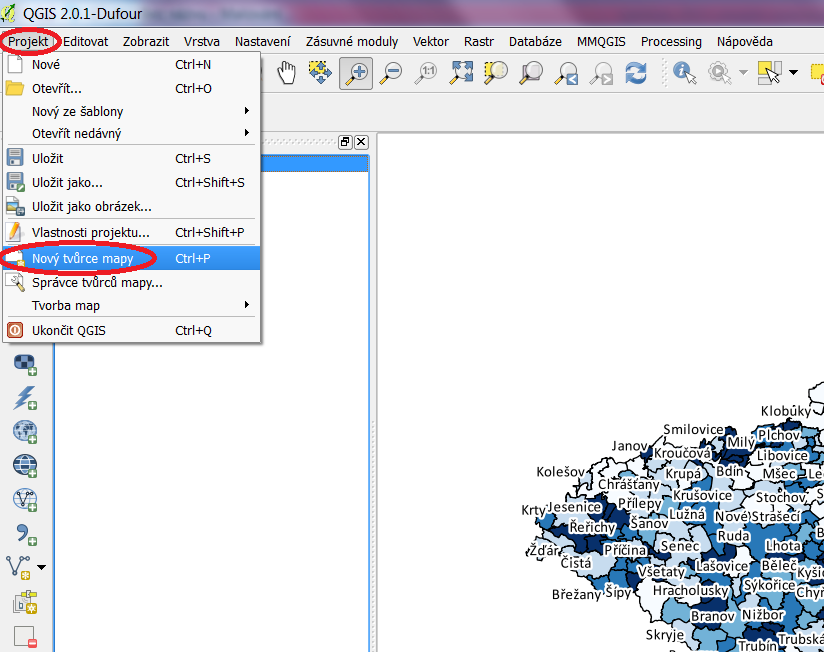 QGIS 2.0.1-Dufour
Projekt Editovat Zobrazit Vrstva Nastavení Zásuvné moduly Vektor Rastr Databáze MMQGIS Processing Nápověda
Nové Ctrl+N
Otevřít... Ctrl+O
Nový ze šablony
Otevřít nedávný
Uložit Ctrl+S
Uložit jako... Ctrl+Shift+S
Uložit jako obrázek...
Vlastnosti projektu... Ctrl+Shift+P
Nový tvůrce mapy Ctrl+P
Správce tvůrců mapy...
Tvorba map
Ukončit QGIS Ctrl+Q
1:1
Klobuky
Smilovice
Milý Plchov
Janov Kroučová Libovice
Kolešov Krupá Bdín Mšec
Chrášťany
Krty Jesenice Přílepy Krušovice Stochov
Řeřichy Šanov Lužná Nové Strašecí
Ruda
Žďár Příčina Senec Lhota
Čistá Všetaty Lašovice Běleč
Břežany Šípy Hracholusky Sýkořice
Branov Nižbor
Skryje Trubín